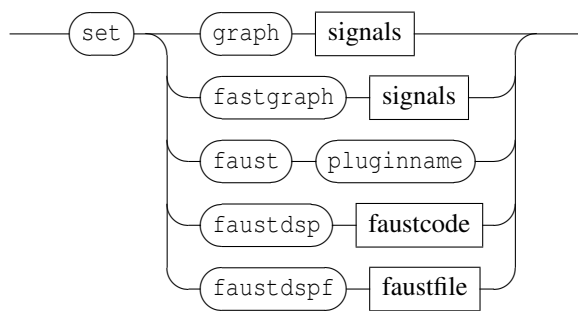 set graph signals
fastgraph signals
faust pluginname
faustdsp faustcode
faustdspf faustfile